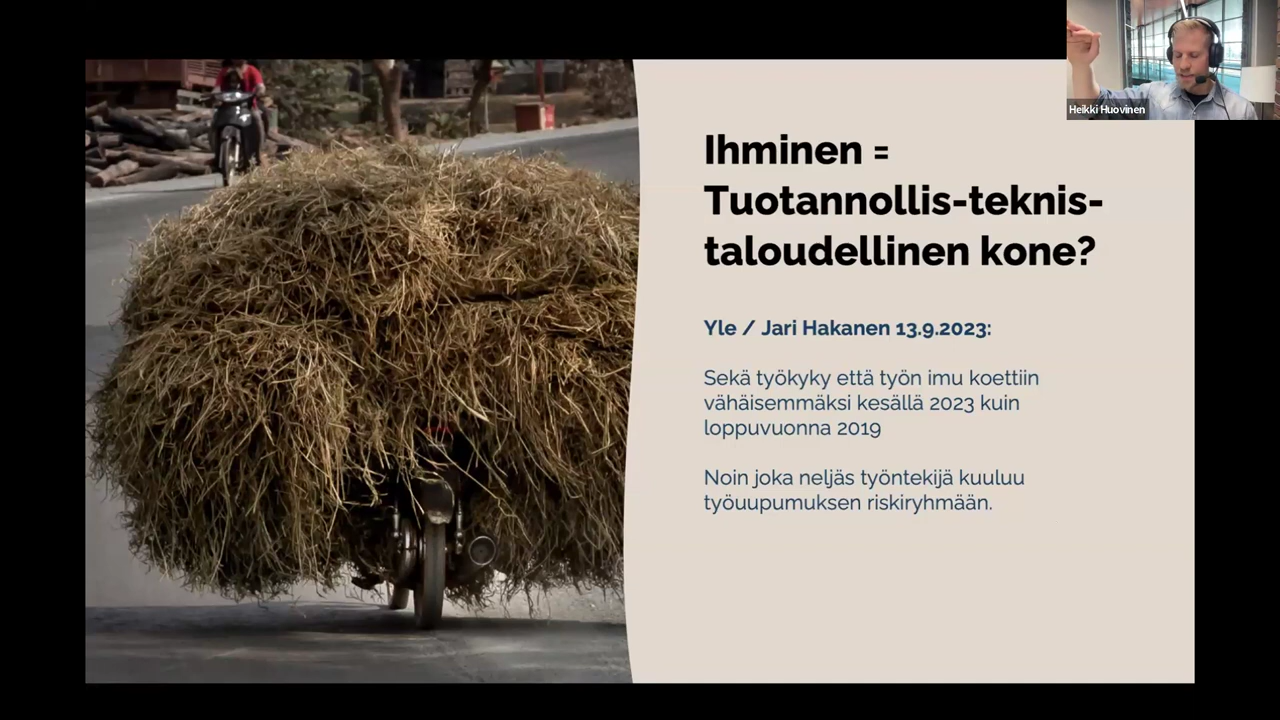 Heikki Huovinen
Ihminen =
Tuotannollis-teknis-
taloudellinen kone?
Yle / Jari Hakanen 13.9.2023:
Sekä työkyky että työn imu koettiin
vähäisemmäksi kesällä 2023 kuin
loppuvuonna 2019
Noin joka neljäs työntekijä kuuluu
työuupumuksen riskiryhmään.